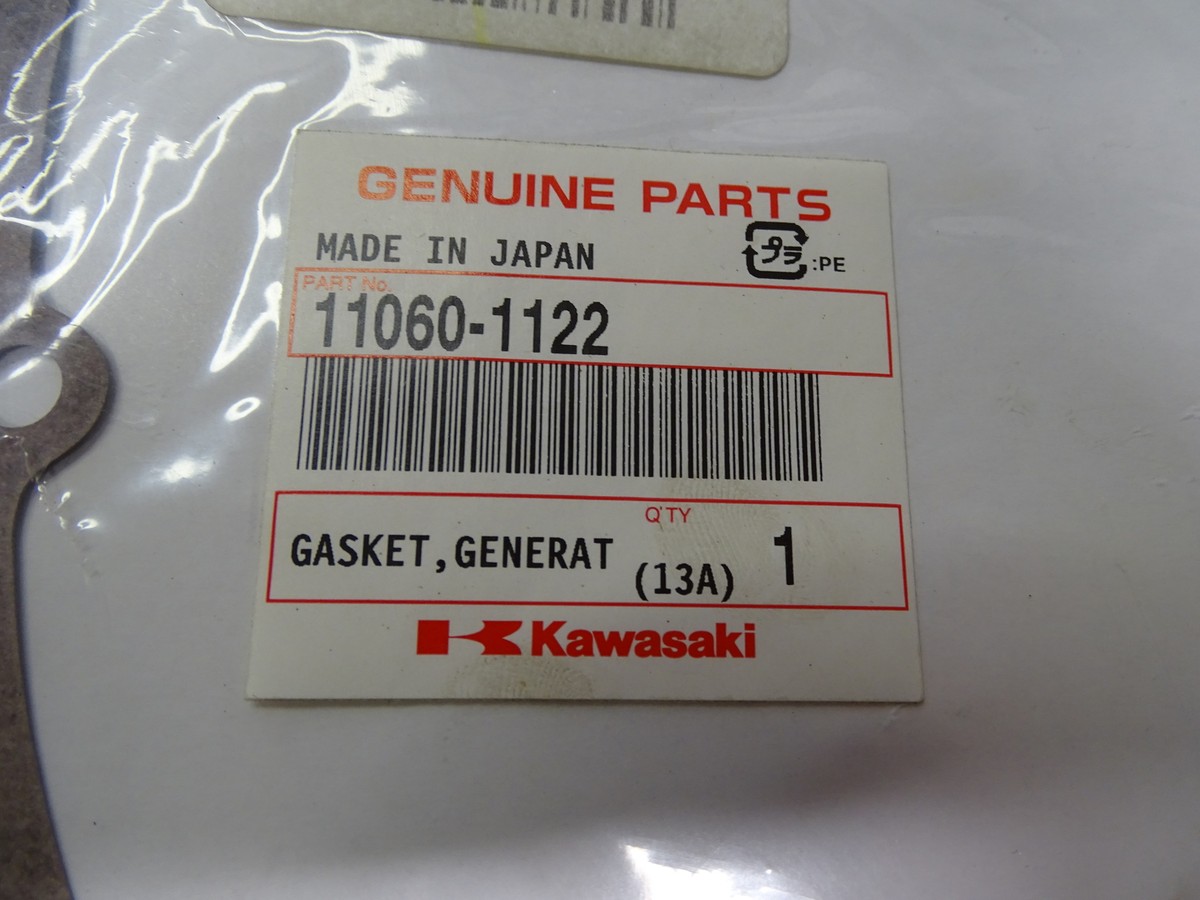 GENUINE PARTS
MADE IN JAPAN
プラ :PE
PART No.
11060-1122
Q'TY
GASKET,GENERAT (13A) 1
Kawasaki